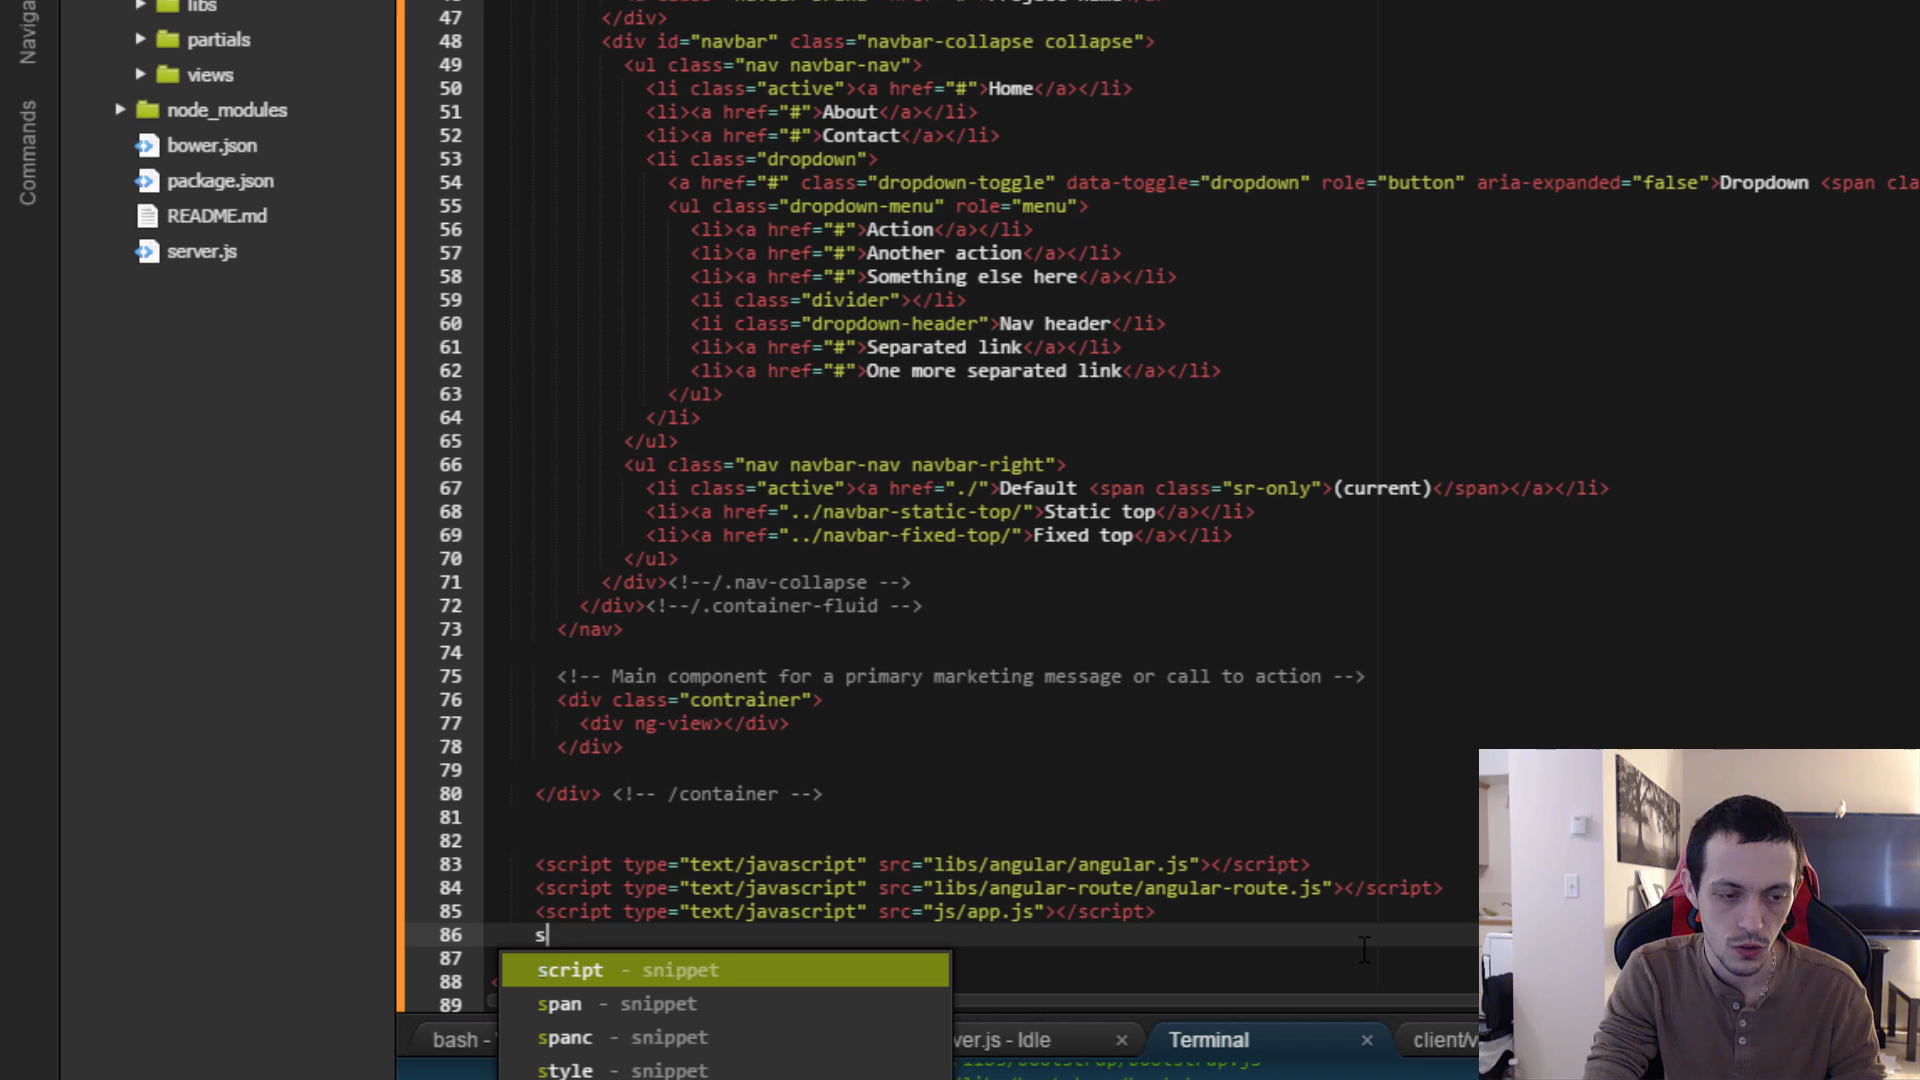 Naviga
Commands
libs
partials
views
node_modules
bower.json
package.json
README.md
server.js
47 </div>
48 <div id="navbar" class="navbar-collapse collapse">
49 <ul class="nav navbar-nav">
50 <li class="active"><a href="#">Home</a></li>
51 <li><a href="#">About</a></li>
52 <li><a href="#">Contact</a></li>
53 <li class="dropdown">
54 <a href="#" class="dropdown-toggle" data-toggle="dropdown" role="button" aria-expanded="false">Dropdown <span cla
55 <ul class="dropdown-menu" role="menu">
56 <li><a href="#">Action</a></li>
57 <li><a href="#">Another action</a></li>
58 <li><a href="#">Something else here</a></li>
59 <li class="divider"></li>
60 <li class="dropdown-header">Nav header</li>
61 <li><a href="#">Separated link</a></li>
62 <li><a href="#">One more separated link</a></li>
63 </ul>
64 </li>
65 </ul>
66 <ul class="nav navbar-nav navbar-right">
67 <li class="active"><a href="./">Default <span class="sr-only">(current)</span></a></li>
68 <li><a href="../navbar-static-top/">Static top</a></li>
69 <li><a href="../navbar-fixed-top/">Fixed top</a></li>
70 </ul>
71 </div><!--/.nav-collapse -->
72 </div><!--/.container-fluid -->
73 </nav>
74
75 <!-- Main component for a primary marketing message or call to action -->
76 <div class="contrainer">
77 <div ng-view></div>
78 </div>
79
80 </div> <!-- /container -->
81
82
83 <script type="text/javascript" src="libs/angular/angular.js"></script>
84 <script type="text/javascript" src="libs/angular-route/angular-route.js"></script>
85 <script type="text/javascript" src="js/app.js"></script>
86 s
87
88 <
89
script - snippet
span - snippet
spanc - snippet
style - snippet
bash - ver.js - Idle × Terminal × client/v